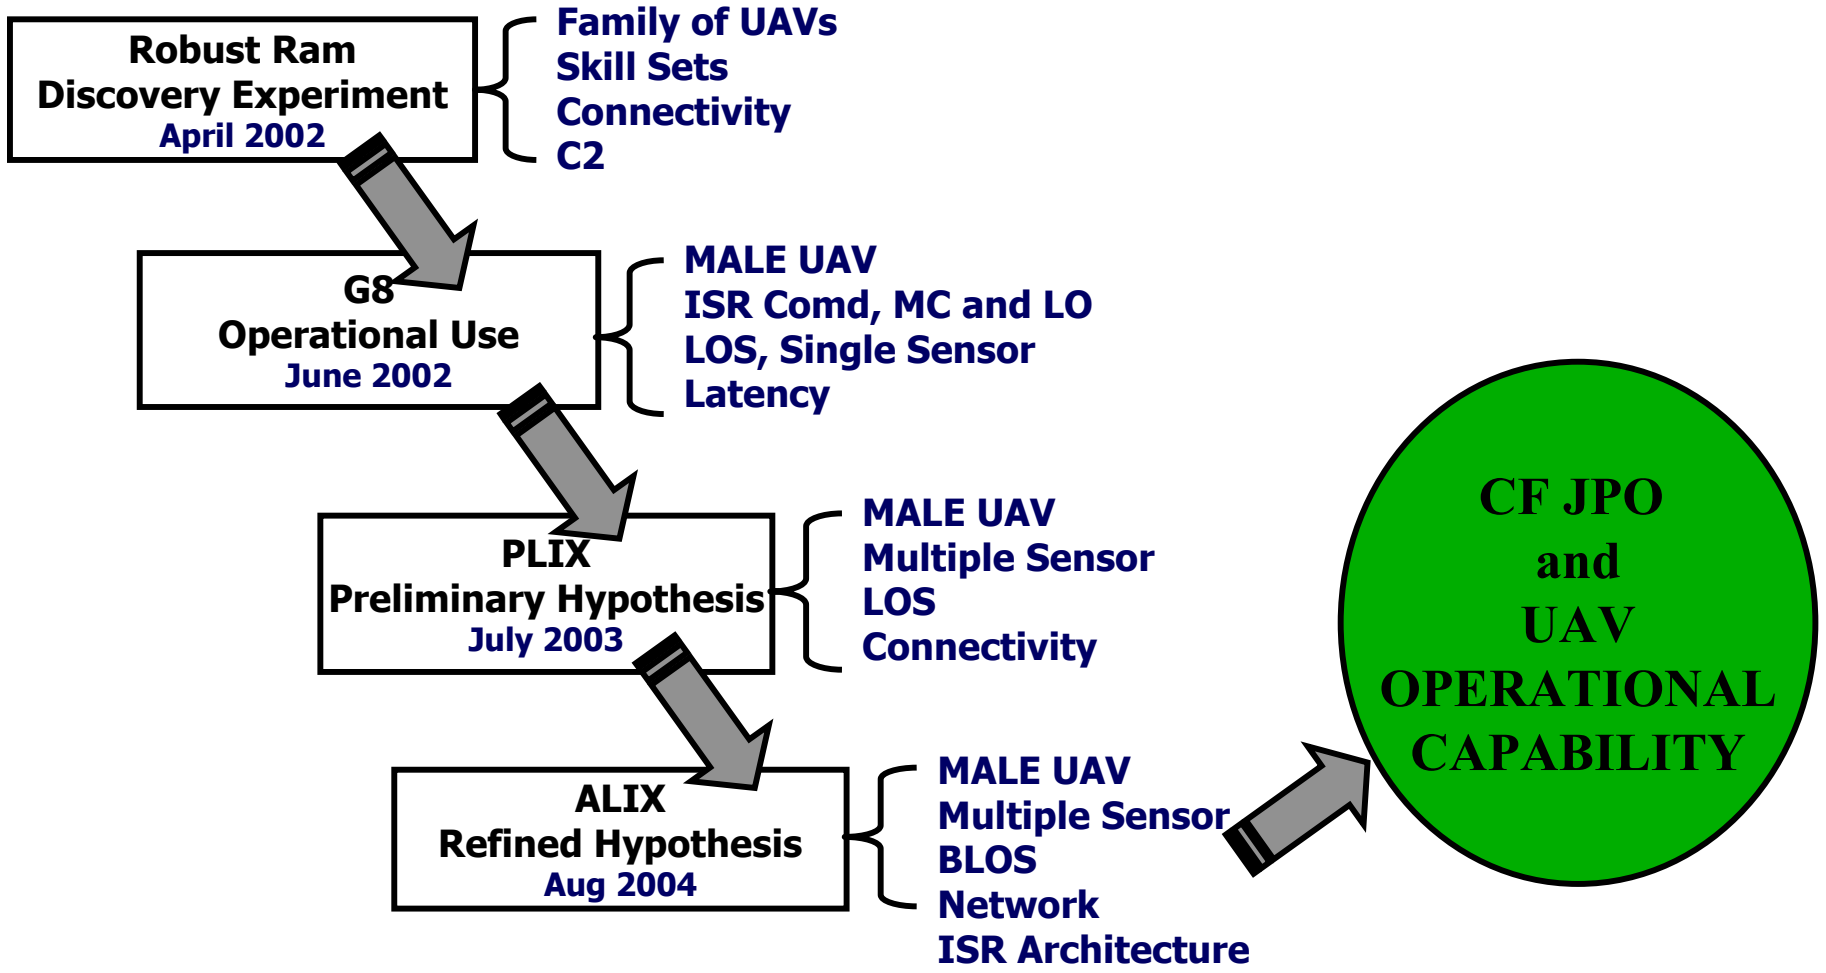 Robust Ram
Discovery Experiment
April 2002
Family of UAVs
Skill Sets
Connectivity
C2
G8
Operational Use
June 2002
MALE UAV
ISR Comd, MC and LO
LOS, Single Sensor
Latency
PLIX
Preliminary Hypothesis
July 2003
MALE UAV
Multiple Sensor
LOS
Connectivity
ALIX
Refined Hypothesis
Aug 2004
MALE UAV
Multiple Sensor
BLOS
Network
ISR Architecture
CF JPO
and
UAV
OPERATIONAL
CAPABILITY